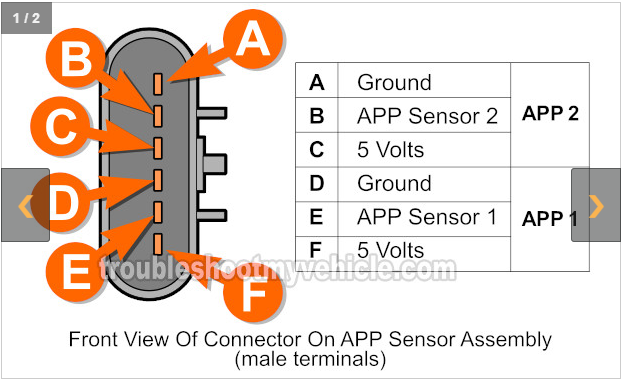 1 / 2
A
B
C
D
E
F
A Ground
B APP Sensor 2
C 5 Volts
APP 2
D Ground
E APP Sensor 1
F 5 Volts
APP 1
troubleshootmyvehicle.com
Front View Of Connector On APP Sensor Assembly
(male terminals)